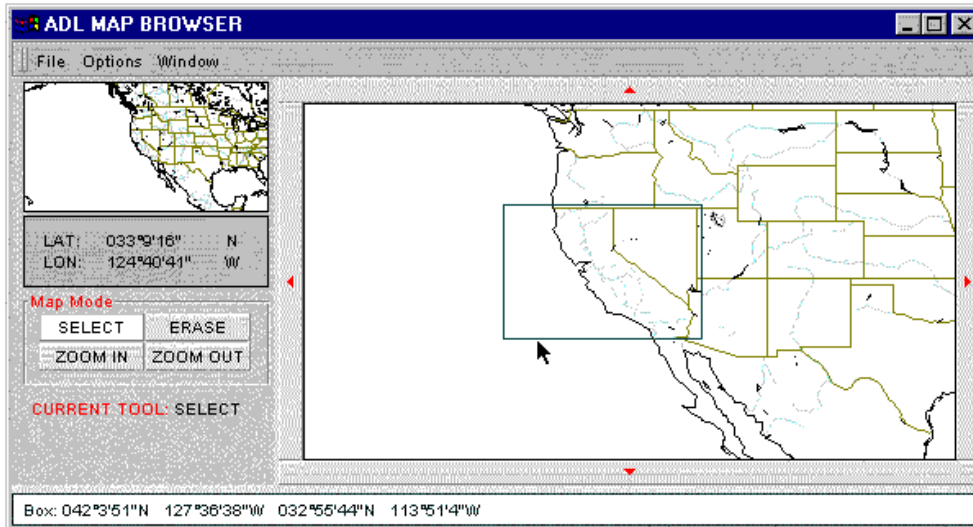 ADL MAP BROWSER
File Options Window
LAT: 033°9'16" N
LON: 124°40'41" W
Map Mode
SELECT ERASE
ZOOM IN ZOOM OUT
CURRENT TOOL: SELECT
Box: 042°3'51"N 127°36'38"W 032°55'44"N 113°51'4"W